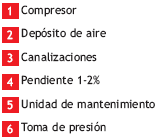 1 Compresor
2 Depósito de aire
3 Canalizaciones
4 Pendiente 1-2%
5 Unidad de mantenimiento
6 Toma de presión